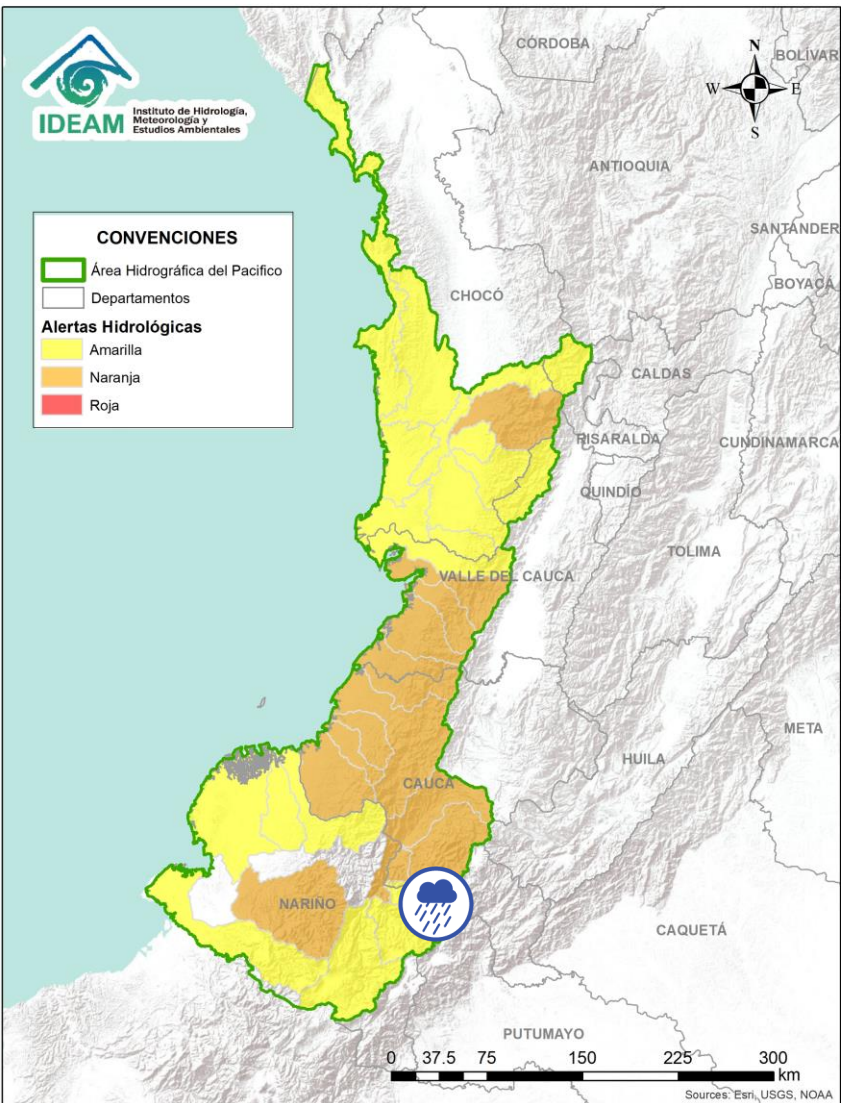 IDEAM
Instituto de Hidrología,
Meteorología y
Estudios Ambientales
N
W
E
S
CÓRDOBA
BOLÍVAR
ANTIOQUIA
SANTANDER
BOYACÁ
CONVENCIONES
Área Hidrográfica del Pacifico
Departamentos
Alertas Hidrológicas
Amarilla
Naranja
Roja
CHOCÓ
CALDAS
RISARALDA
CUNDINAMARCA
QUINDÍO
TOLIMA
VALLE DEL CAUCA
META
HUILA
CAUCA
NARIÑO
CAQUETÁ
PUTUMAYO
0 37.5 75 150 225 300
km
Sources: Esri, USGS, NOAA